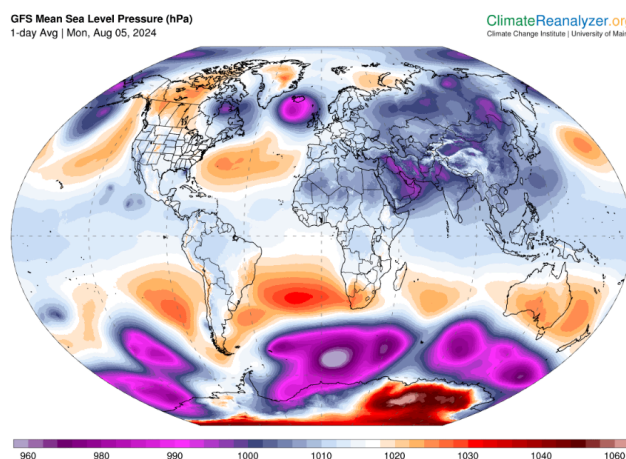 GFS Mean Sea Level Pressure (hPa)
1-day Avg | Mon, Aug 05, 2024
ClimateReanalyzer.org
Climate Change Institute | University of Mai
960 970 980 990 1000 1010 1020 1030 1040 1050 1060